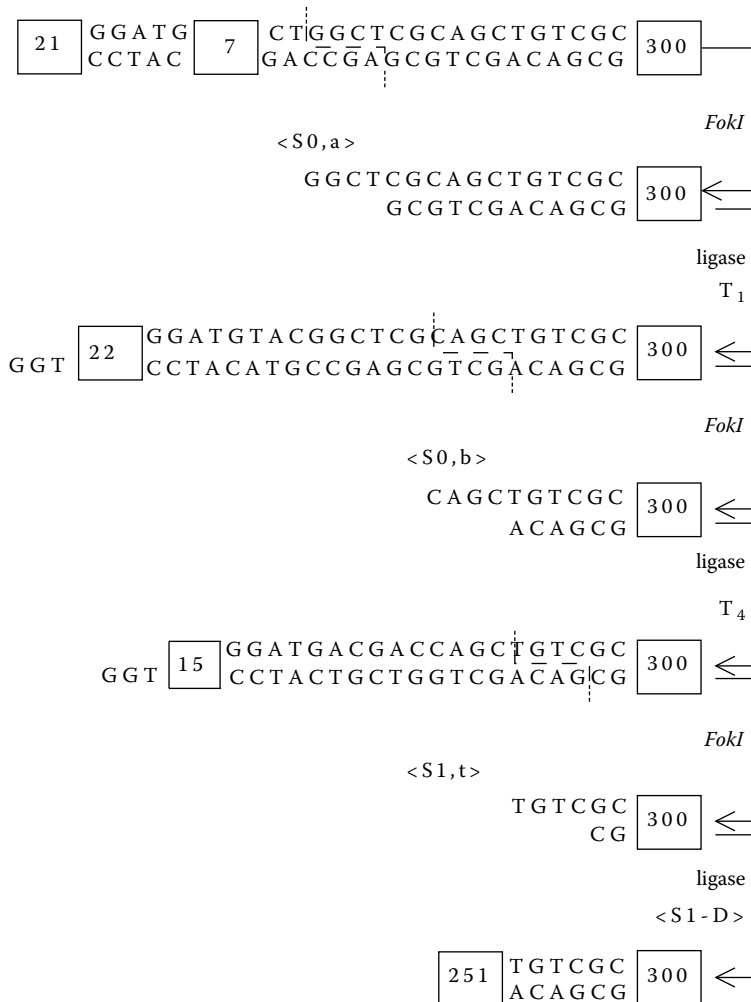 21 GGATG 7 CTGGCTCGCAGCTGTCGC 300
CCTAC GACCGAGCGTCGACAGCG
FokI
<S0,a>
GGCTCGCAGCTGTCGC 300
GCGTCGACAGCG
ligase
T1
22 GGATGTACGGCTCGCAGCTGTCGC 300
GGT CCTACATGCCGAGCGTCGACAGCG
FokI
<S0,b>
CAGCTGTCGC 300
ACAGCG
ligase
T4
15 GGATGACGACCAGCTGTCGC 300
GGT CCTACTGCTGGTCGACAGCG
FokI
<S1,t>
TGTCGC 300
CG
ligase
<S1-D>
251 TGTCGC 300
ACAGCG